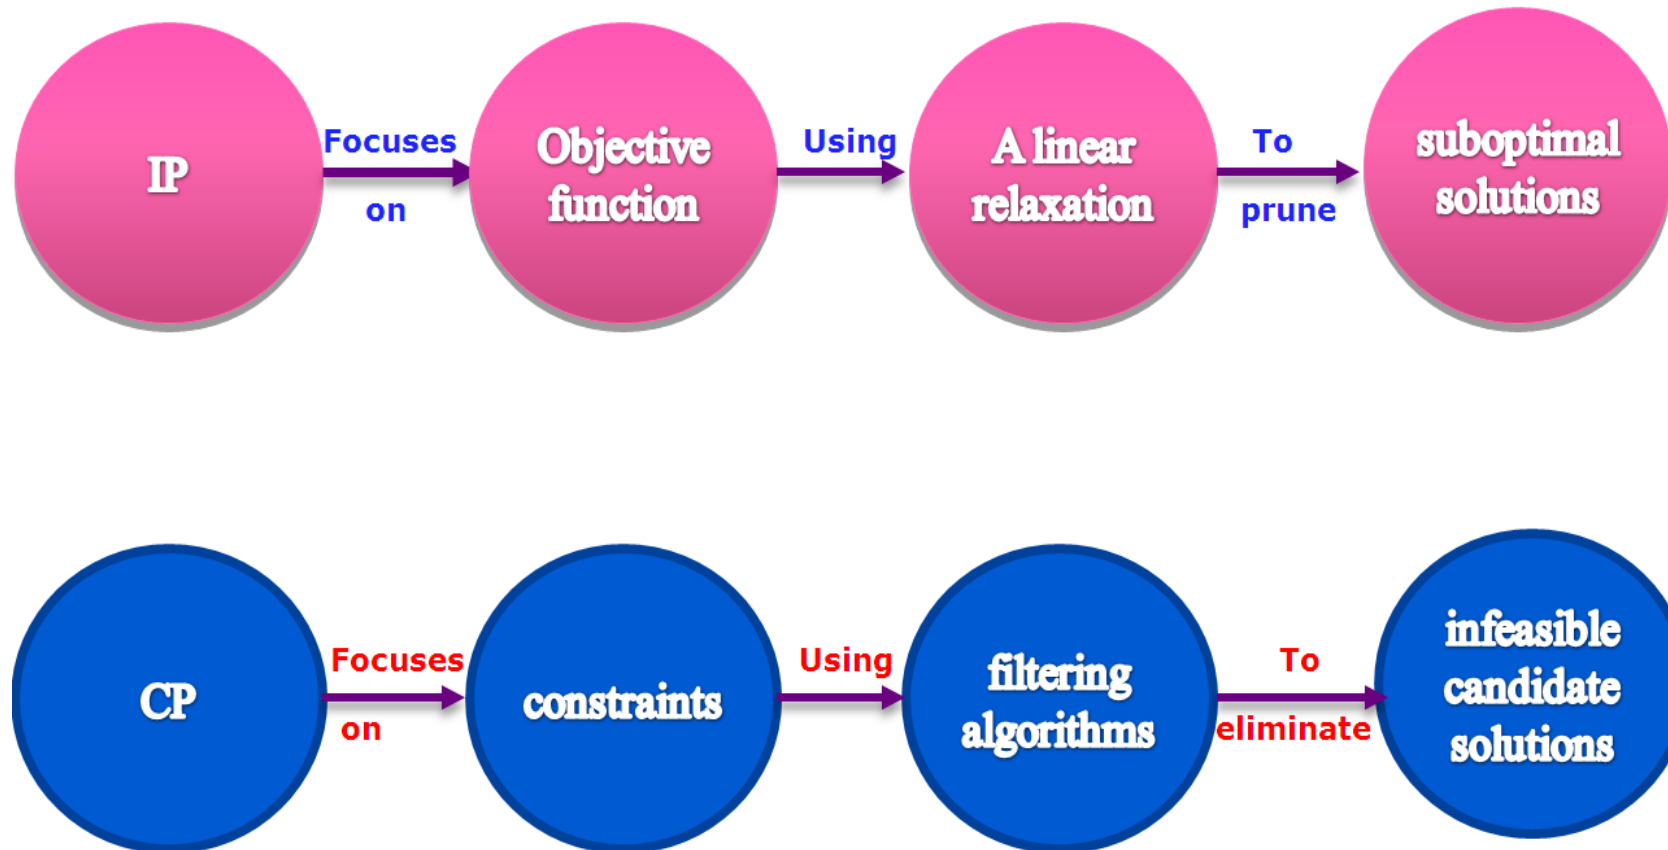 IP
Focuses
on
Objective
function
Using
A linear
relaxation
To
prune
suboptimal
solutions
CP
Focuses
on
constraints
Using
filtering
algorithms
To
eliminate
infeasible
candidate
solutions